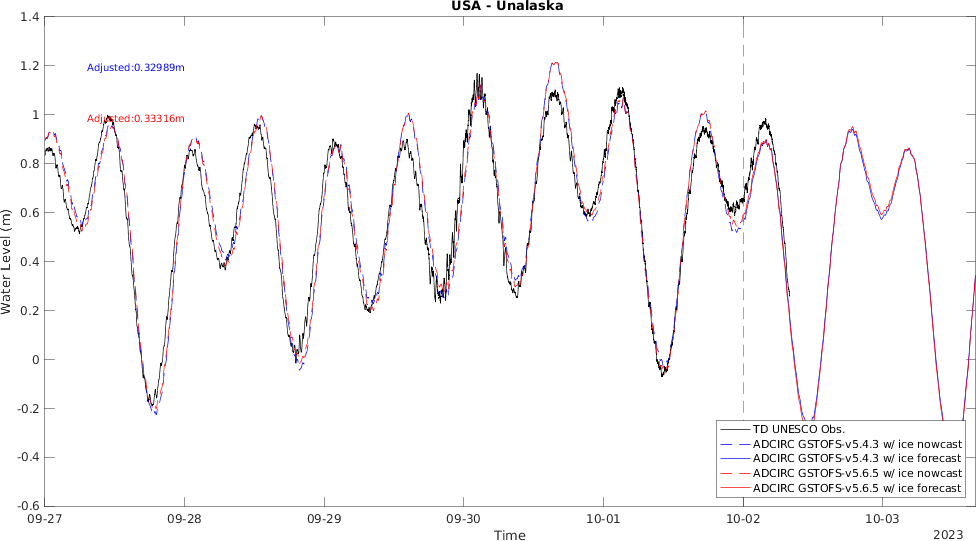 USA - Unalaska
1.4
1.2
1
0.8
0.6
0.4
0.2
0
-0.2
-0.4
-0.6
Water Level (m)
Adjusted:0.32989m
Adjusted:0.33316m
TD UNESCO Obs.
ADCIRC GSTOFS-v5.4.3 w/ ice nowcast
ADCIRC GSTOFS-v5.4.3 w/ ice forecast
ADCIRC GSTOFS-v5.6.5 w/ ice nowcast
ADCIRC GSTOFS-v5.6.5 w/ ice forecast
09-27 09-28 09-29 09-30 10-01 10-02 10-03
Time
2023